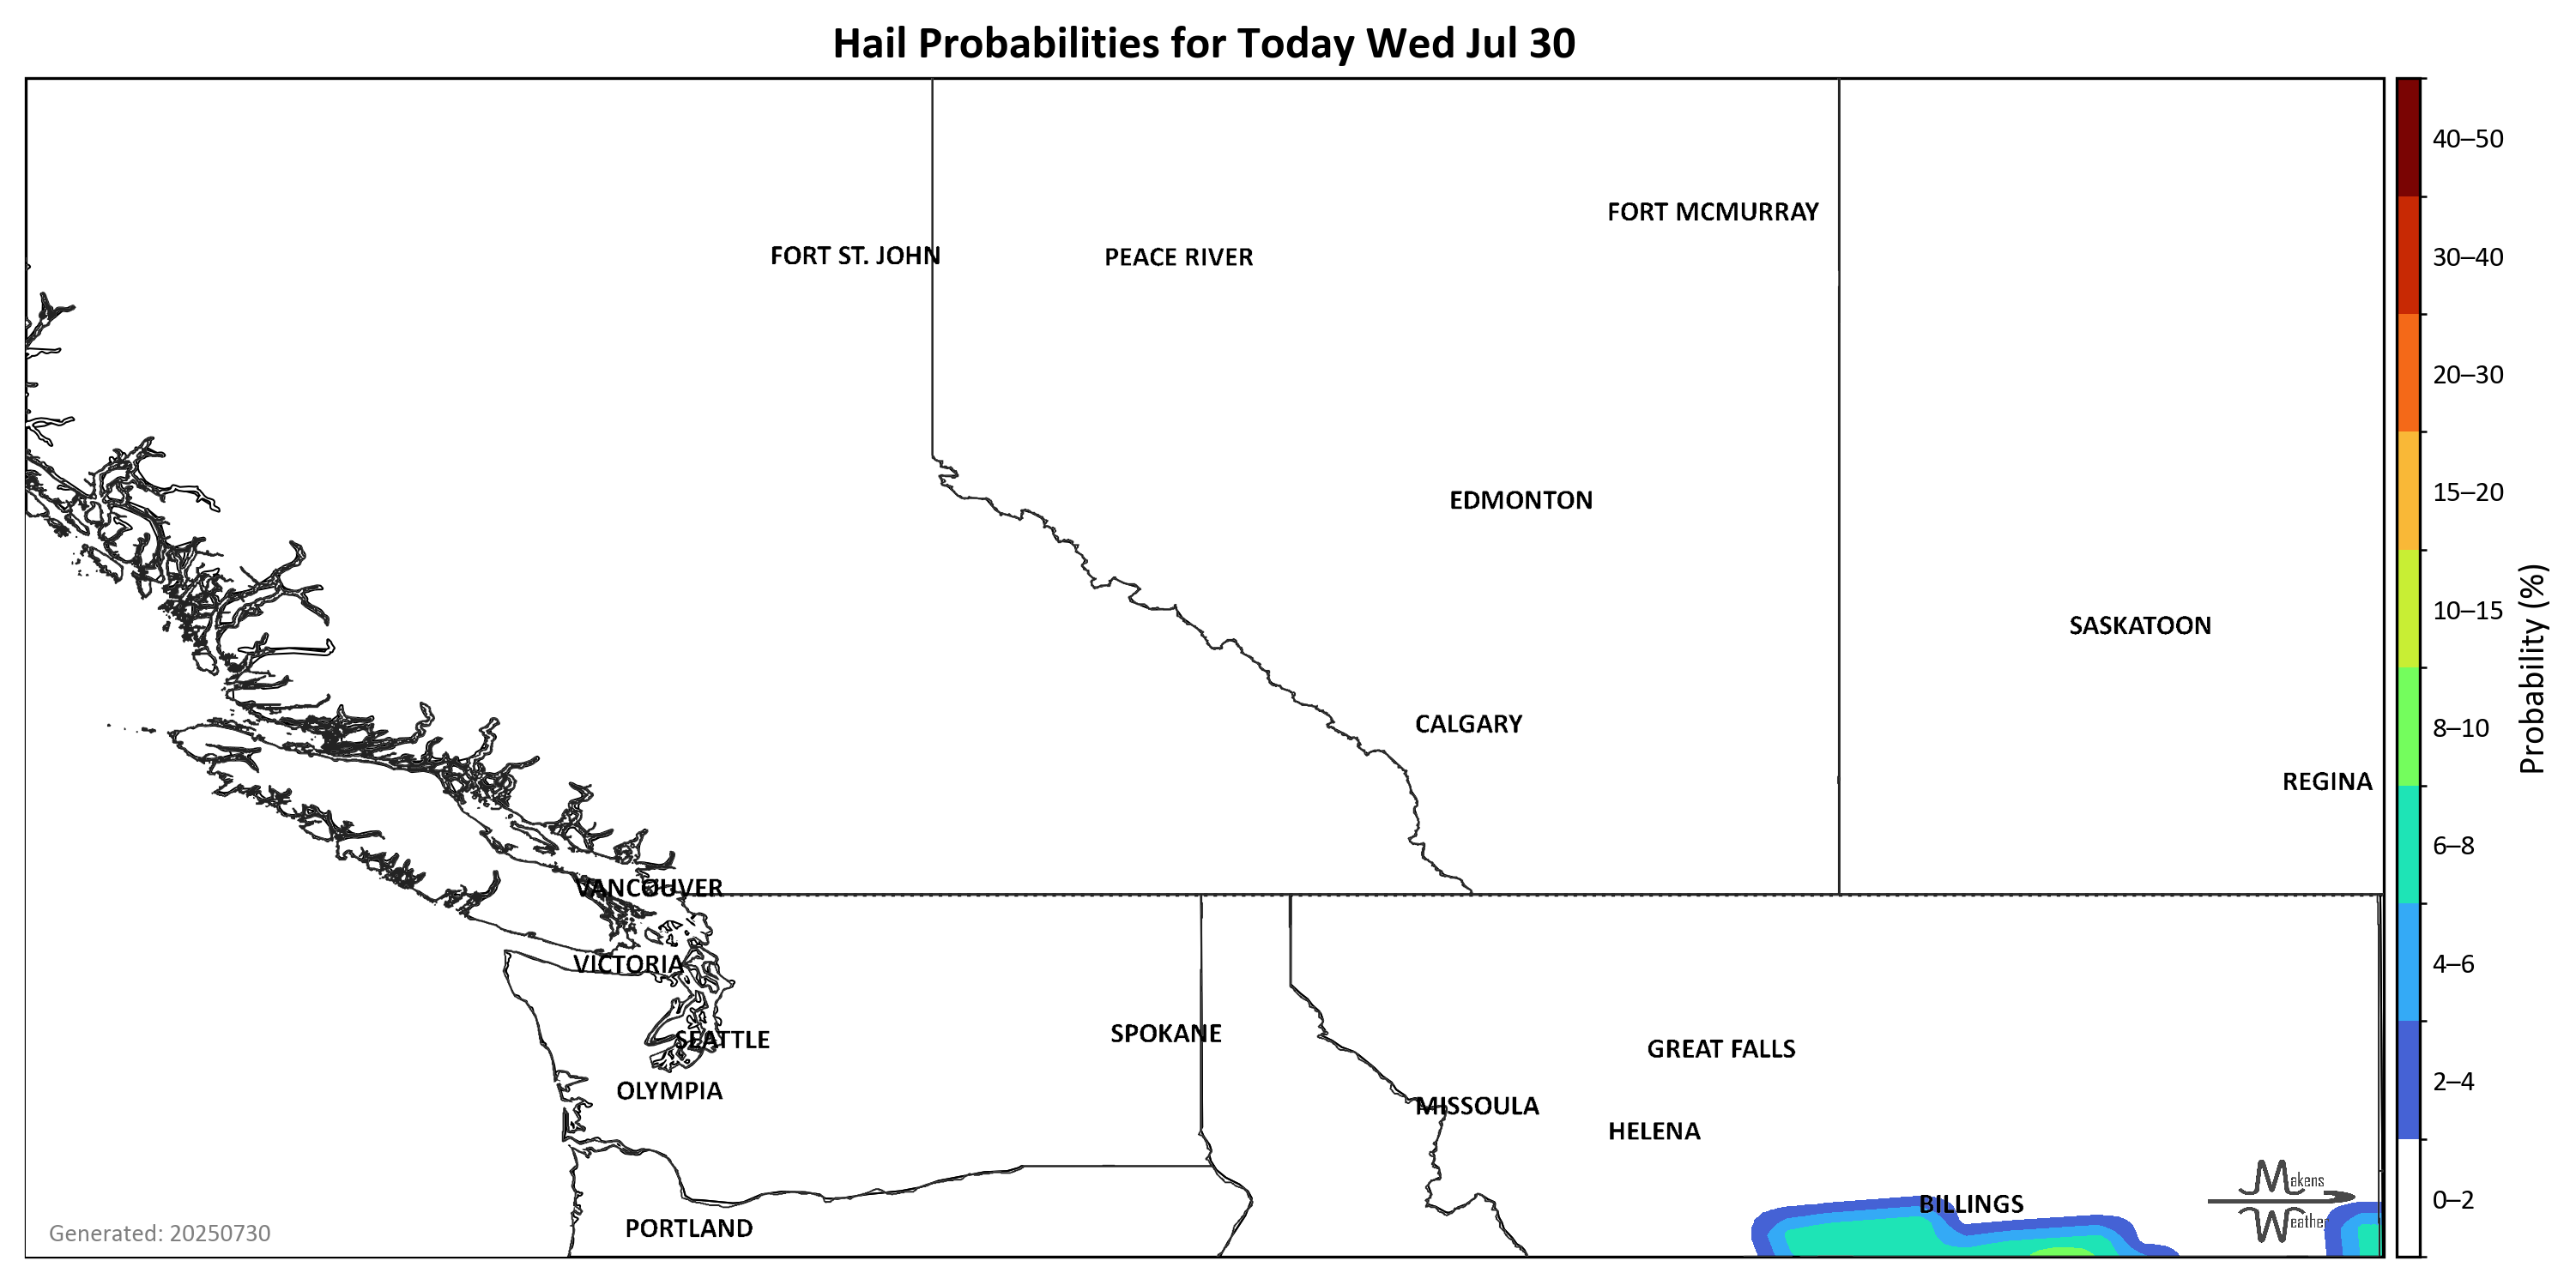 Hail Probabilities for Today Wed Jul 30
40–50
FORT MCMURRAY
FORT ST. JOHN
PEACE RIVER
30–40
20–30
EDMONTON
15–20
10–15
SASKATOON
Probability (%)
CALGARY
8–10
REGINA
6–8
VANCOUVER
VICTORIA
4–6
SPOKANE
SEATTLE
GREAT FALLS
2–4
OLYMPIA
MISSOULA
HELENA
Makens
Weather
BILLINGS
0–2
PORTLAND
Generated: 20250730